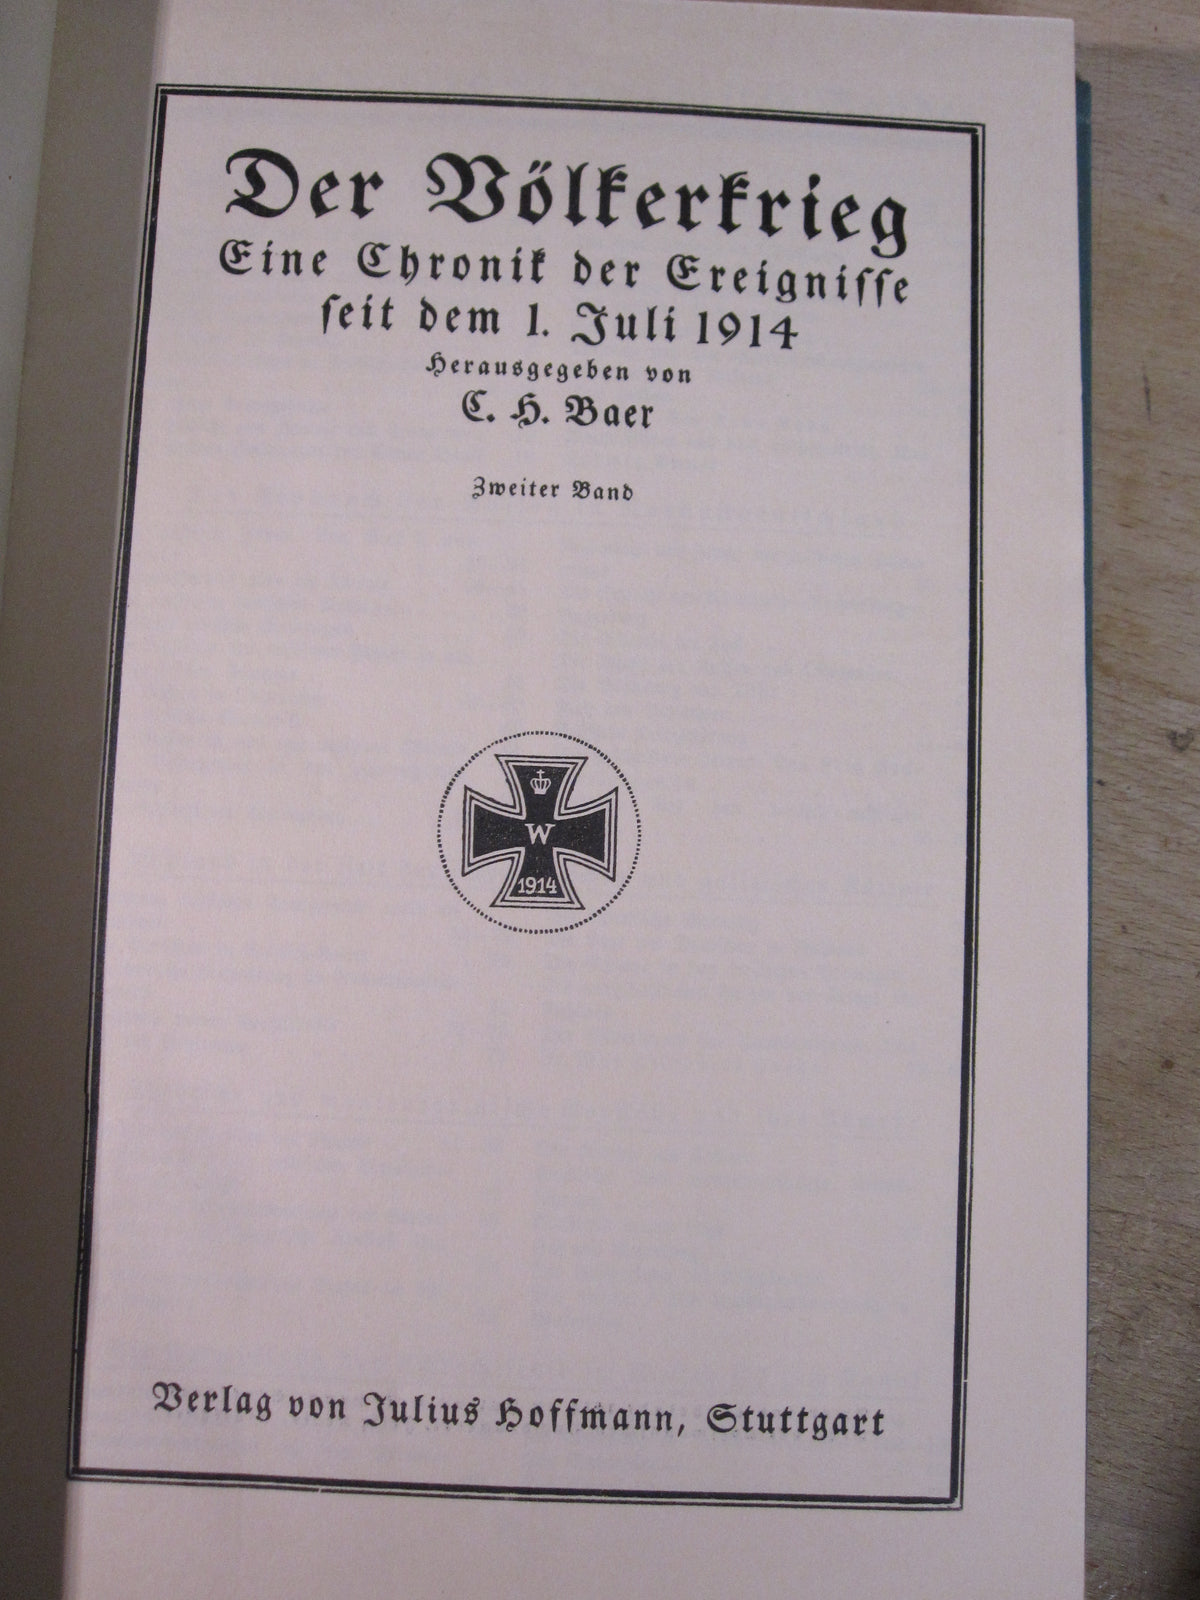 Der Völkerkrieg
Eine Chronik der Ereigniſſe
ſeit dem 1. Juli 1914
Herausgegeben von
C. H. Baer
Zweiter Band
W
1914
Verlag von Julius Hoffmann, Stuttgart